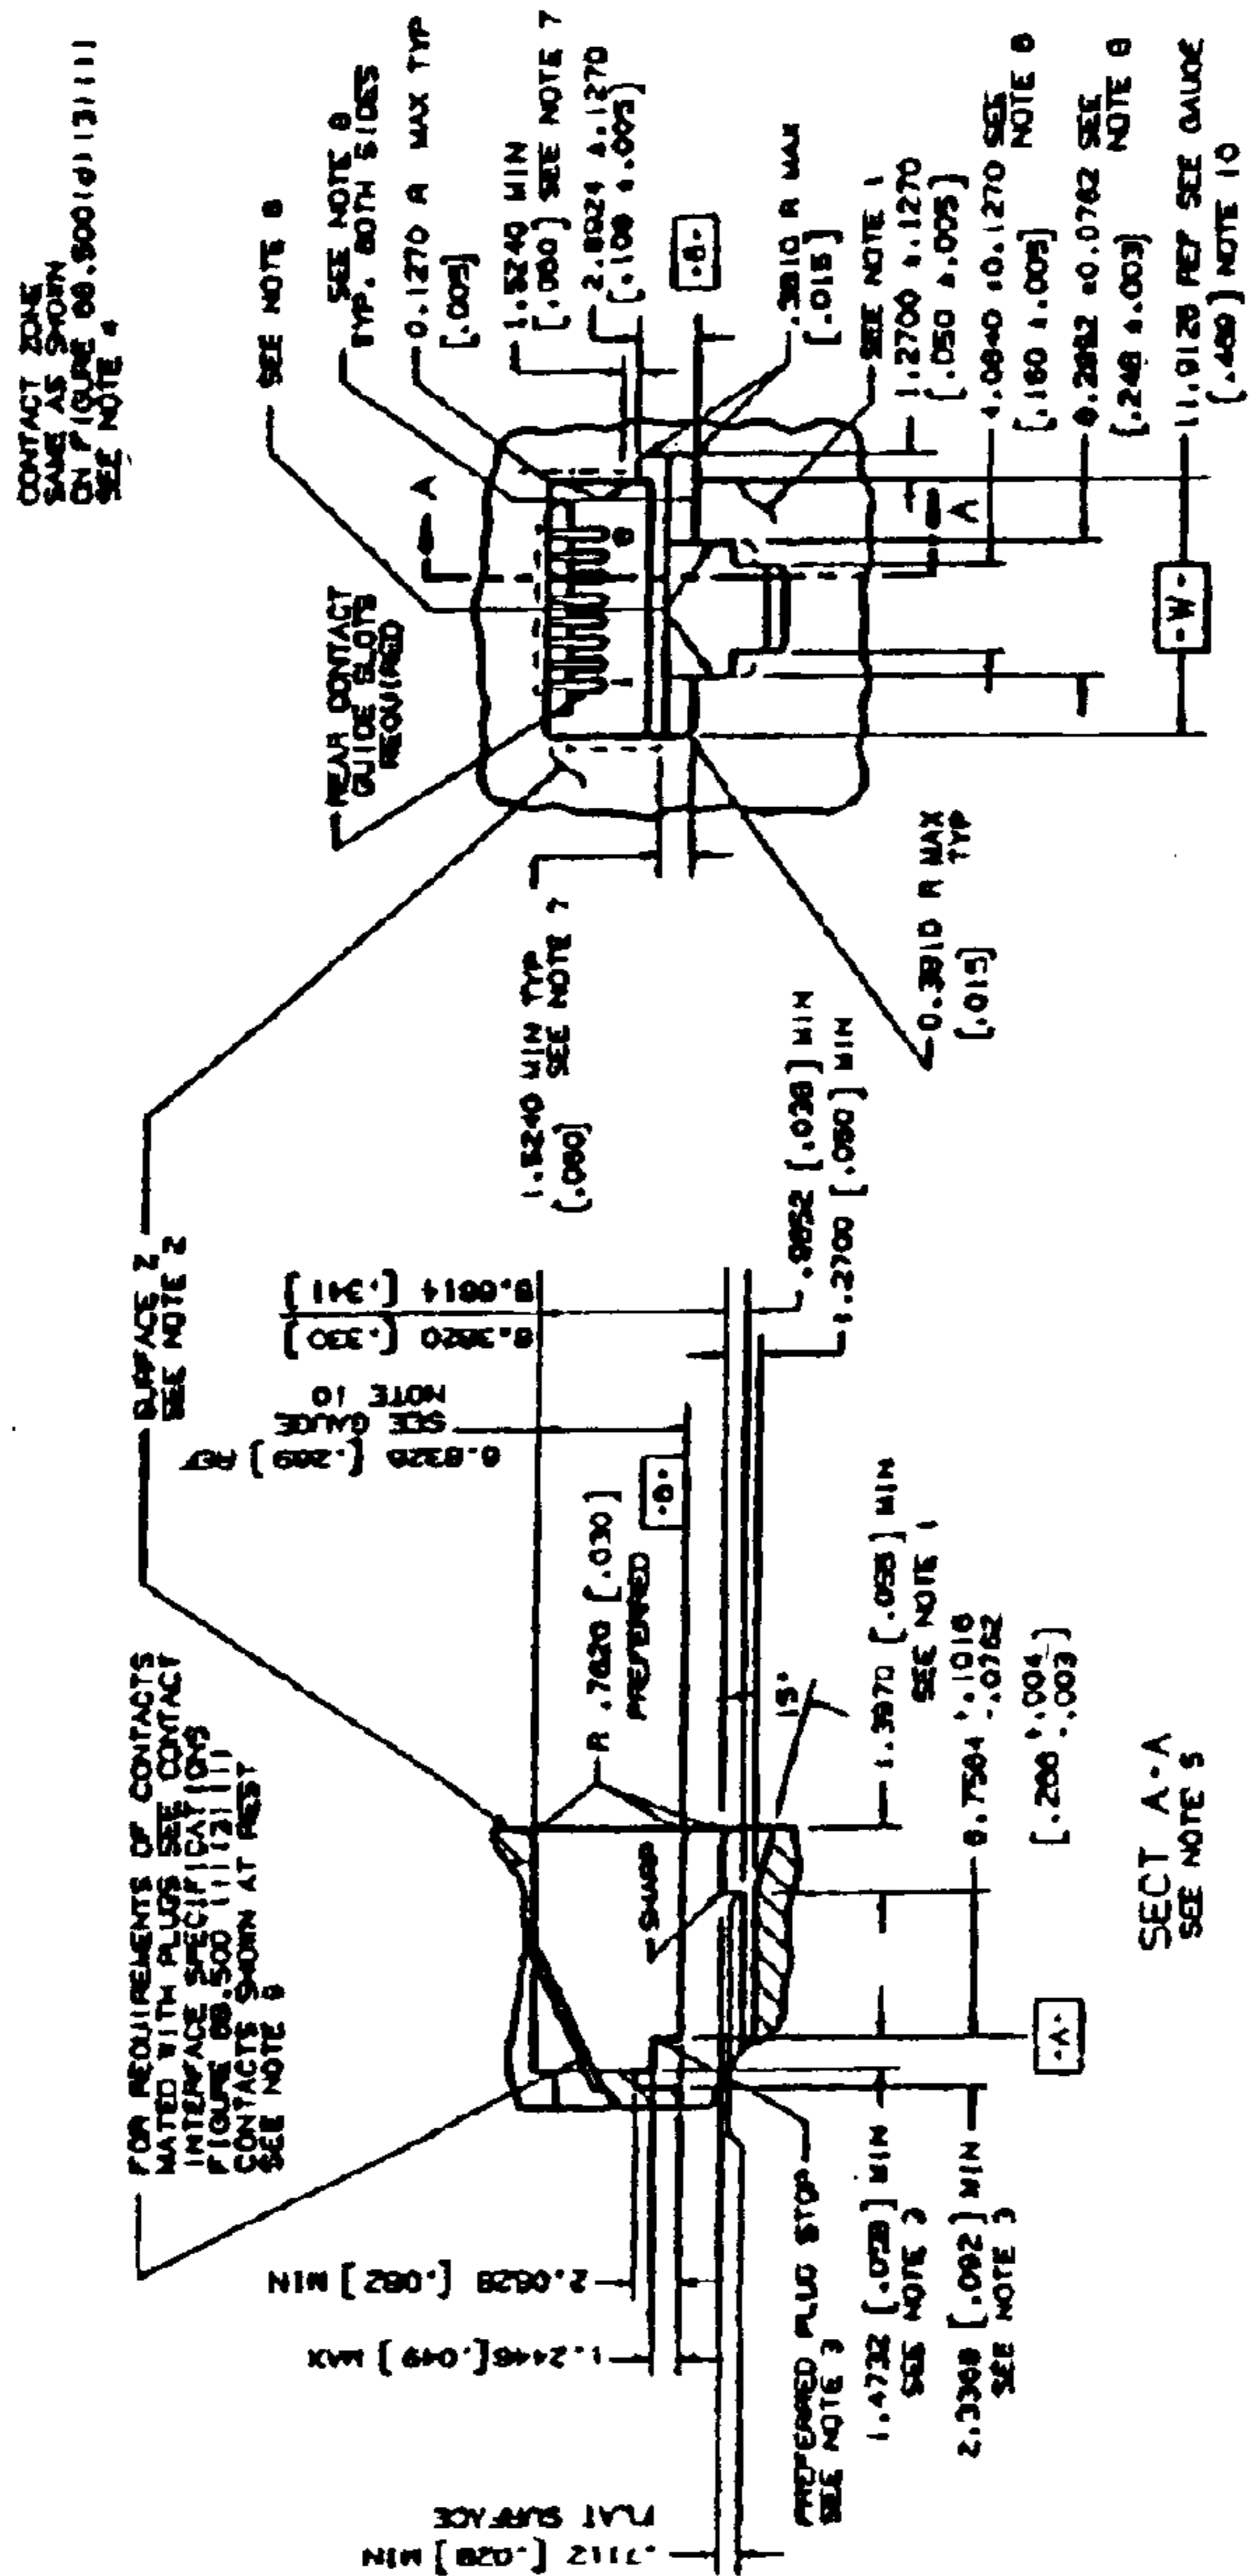 CONTACT ZONE
SAME AS SHOWN
ON FIGURE 68.500(d)(3)(i)
SEE NOTE 4
SEE NOTE 8
SEE NOTE 8
TYP. BOTH SIDES
0.1270 R MAX TYP
[.005]
1.5240 MIN
[.060] SEE NOTE 7
[.108 ±.005]
-B-
.3810 R MAX
[.015]
SEE NOTE 1
1.2700 ±.1270
[.050 ±.005]
4.0640 ±0.1270 SEE
[.160 ±.005] NOTE 8
6.2992 ±0.0762 SEE
[.248 ±.003] NOTE 8
11.9126 REF SEE GAUGE
[.469] NOTE 10
REAR CONTACT
GUIDE SLOTS
REQUIRED
A
1
8
A
-W-
1.5240 MIN TYP
[.060] SEE NOTE 7
0.3810 R MAX
[.015] TYP
SURFACE Z
SEE NOTE 2
FOR REQUIREMENTS OF CONTACTS
MATED WITH PLUGS SEE CONTACT
INTERFACE SPECIFICATIONS
FIGURE 68.500
CONTACTS SHOWN AT REST
SEE NOTE
8.6614 [.341]
8.3820 [.330]
6.8326 [.269] REF
SEE GAUGE
NOTE 10
R .7620 [.030]
PREFERRED
-B-
SHARP
.9652 [.038] MIN
1.2700 [.050] MIN
15°
1.3970 [.055] MIN
SEE NOTE 1
6.7564 +.1016
-.0762
[.266 +.004
-.003]
-A-
2.0828 [.082] MIN
1.2446 [.049] MAX
.7112 [.028] MIN
FLAT SURFACE
PREFERRED PLUG STOP
SEE NOTE 3
1.4732 [.058] MIN
SEE NOTE 3
2.3368 [.092] MIN
SEE NOTE 3
SECT A-A
SEE NOTE 5